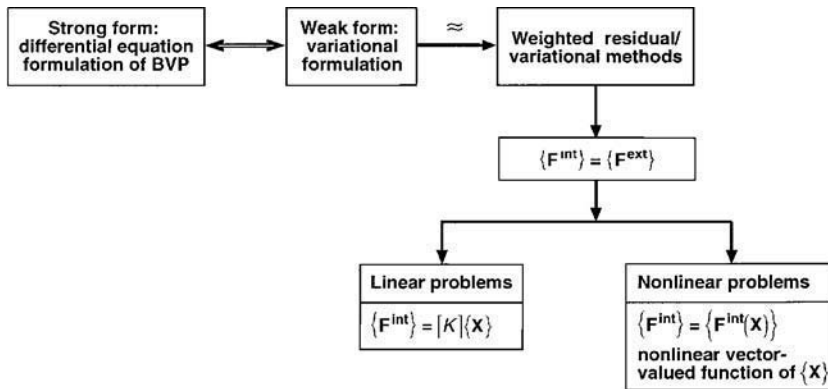 Strong form:
differential equation
formulation of BVP
Weak form:
variational
formulation
≈
Weighted residual/
variational methods
{F^int} = {F^ext}
Linear problems
{F^int} = [K]{X}
Nonlinear problems
{F^int} = {F^int(X)}
nonlinear vector-
valued function of {X}